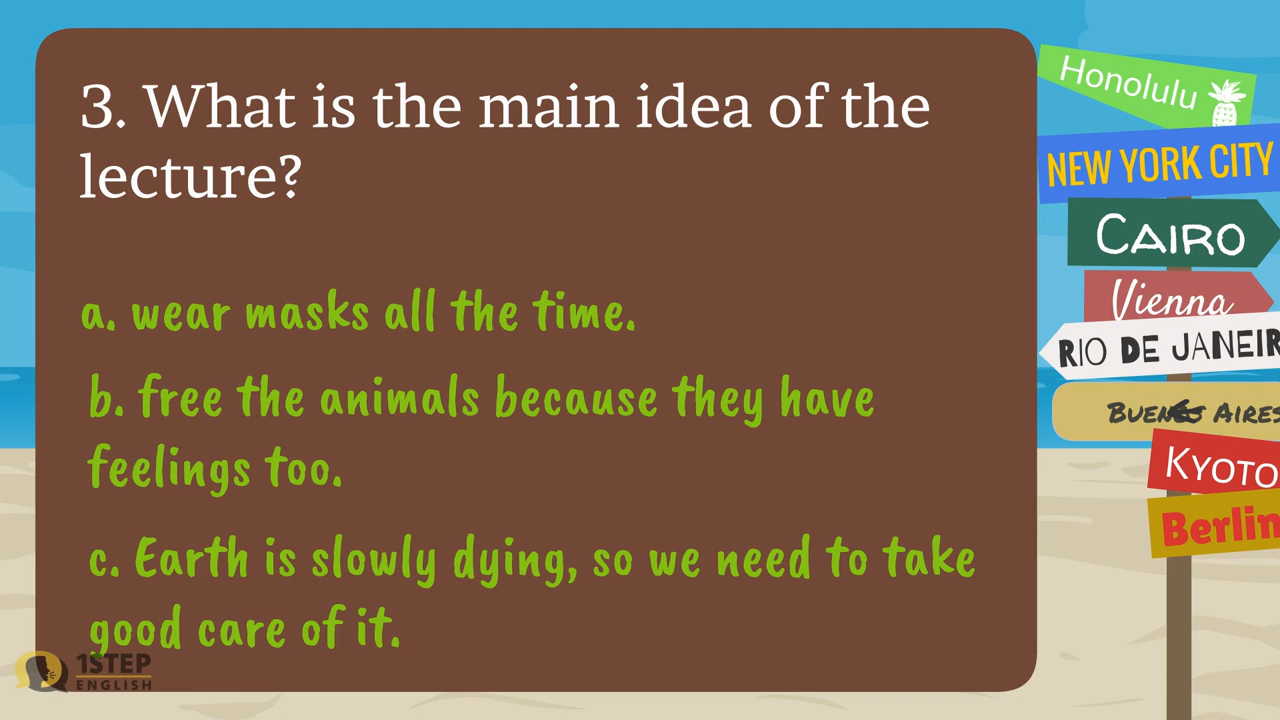 3. What is the main idea of the
lecture?
a. wear masks all the time.
b. free the animals because they have
feelings too.
c. Earth is slowly dying, so we need to take
good care of it.
Honolulu
NEW YORK CITY
CAIRO
Vienna
RIO DE JANEIR
BUENOS AIRES
KYOTO
Berlin
1STEP
ENGLISH